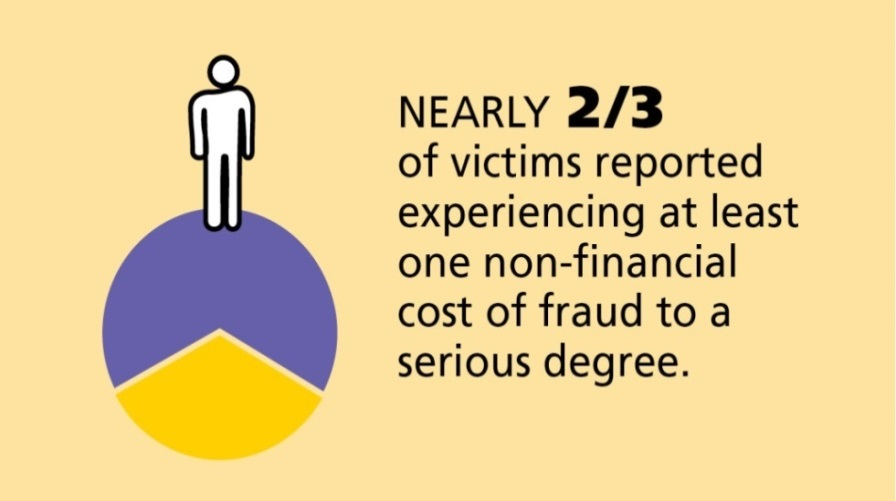 NEARLY 2/3
of victims reported
experiencing at least
one non-financial
cost of fraud to a
serious degree.